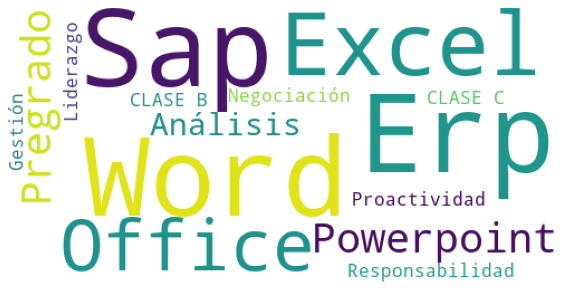 Sap
Excel
Pregrado
Liderazgo
Gestión
CLASE B
Negociación
CLASE C
Análisis
Erp
Word
Proactividad
Office
Powerpoint
Responsabilidad